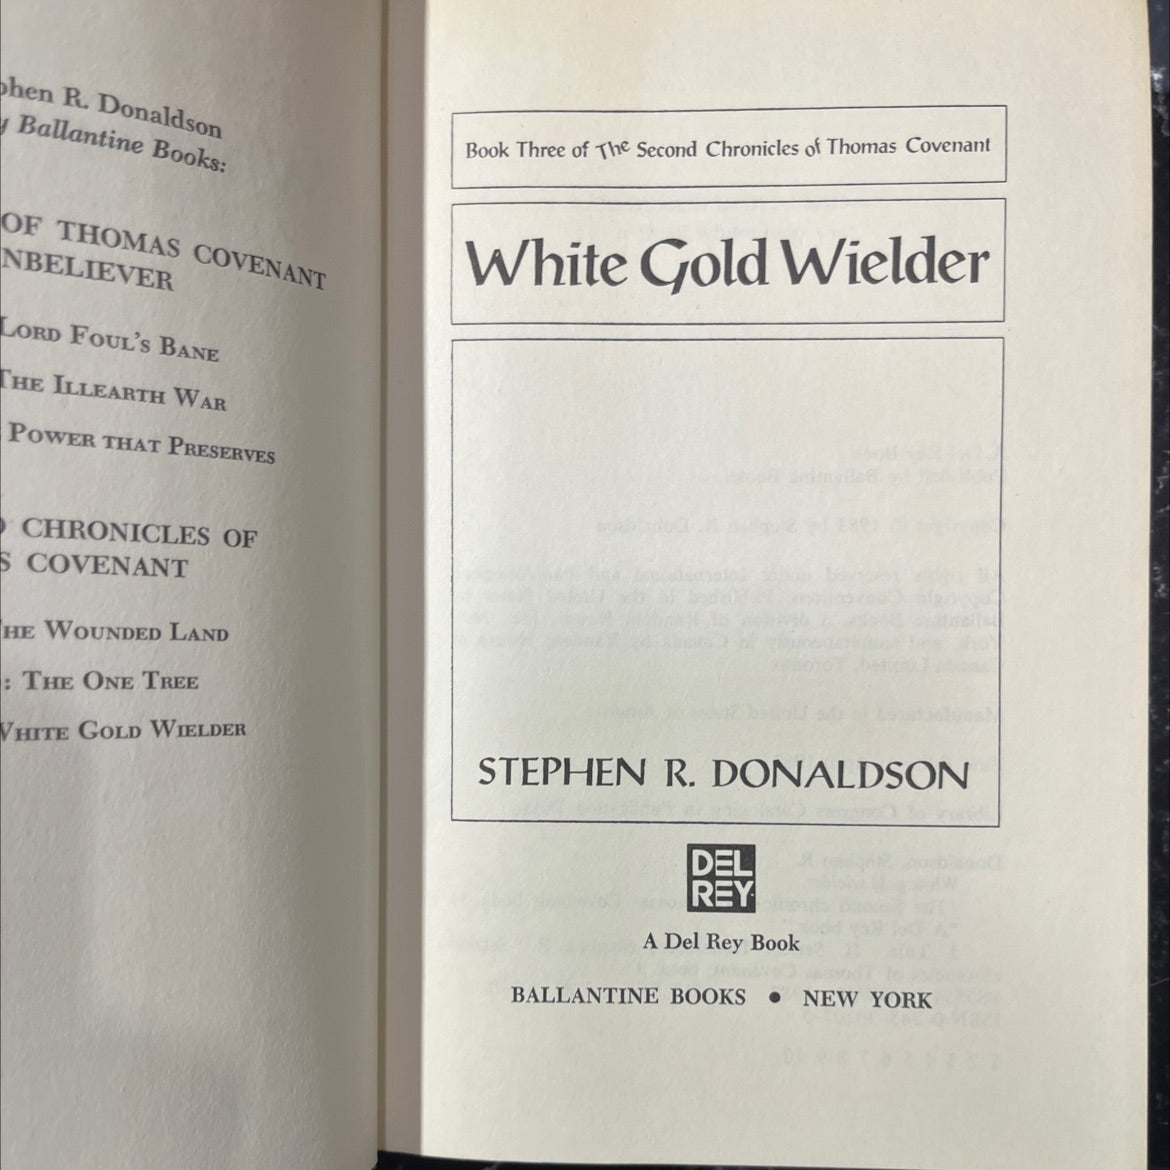 phen R. Donaldson
y Ballantine Books:
OF THOMAS COVENANT
NBELIEVER
LORD FOUL'S BANE
THE ILLEARTH WAR
POWER THAT PRESERVES
CHRONICLES OF
S COVENANT
HE WOUNDED LAND
: THE ONE TREE
WHITE GOLD WIELDER
Book Three of The Second Chronicles of Thomas Covenant
White Gold Wielder
STEPHEN R. DONALDSON
DEL
REY
A Del Rey Book
BALLANTINE BOOKS • NEW YORK